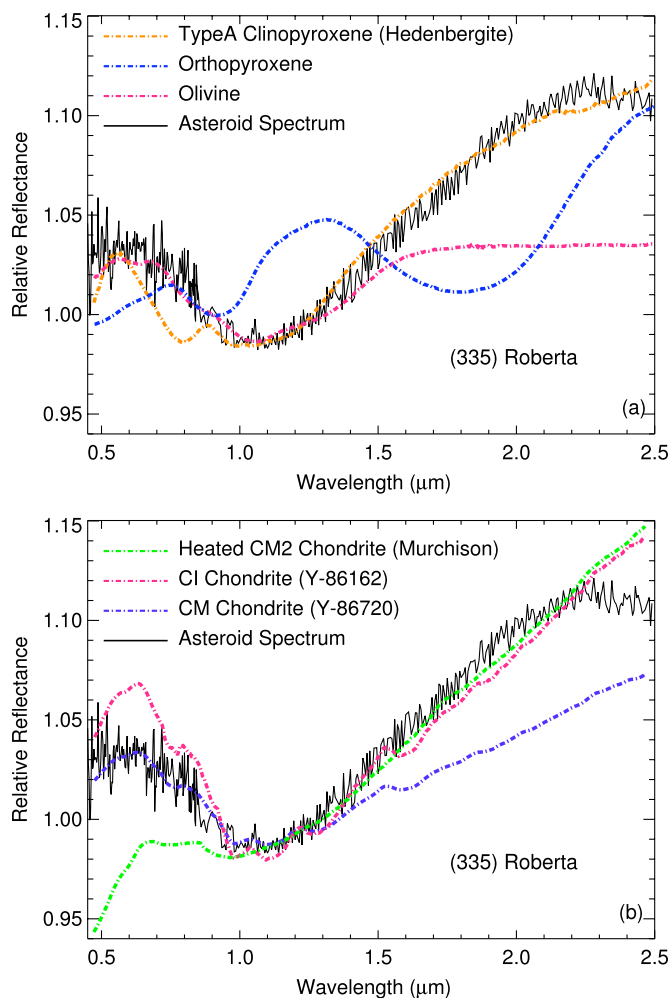 1.15
1.10
1.05
1.00
0.95
Relative Reflectance
TypeA Clinopyroxene (Hedenbergite)
Orthopyroxene
Olivine
Asteroid Spectrum
(335) Roberta
(a)
0.5 1.0 1.5 2.0 2.5
Wavelength (μm)
1.15
1.10
1.05
1.00
0.95
Relative Reflectance
Heated CM2 Chondrite (Murchison)
CI Chondrite (Y-86162)
CM Chondrite (Y-86720)
Asteroid Spectrum
(335) Roberta
(b)
0.5 1.0 1.5 2.0 2.5
Wavelength (μm)